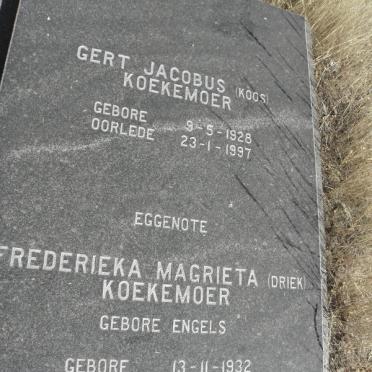 GERT JACOBUS (KOOS)
KOEKEMOER
GEBORE 9-5-1928
OORLEDE 23-1-1997
EGGENOTE
FREDERIEKA MAGRIETA (DRIEK)
KOEKEMOER
GEBORE ENGELS
GEBORE 13-11-1932